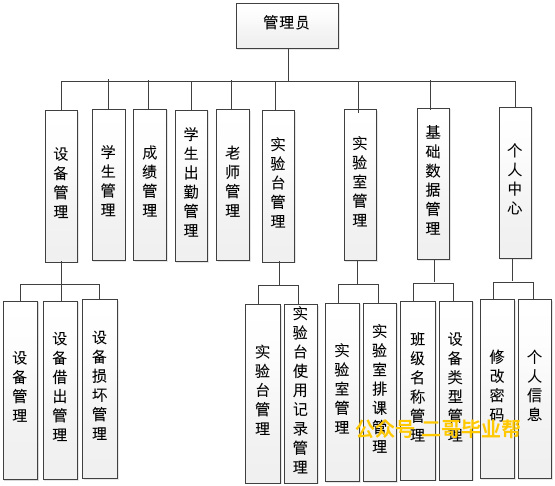 管理员
设备管理
学生管理
成绩管理
学生出勤管理
老师管理
实验台管理
实验室管理
基础数据管理
个人中心
设备管理
设备借出管理
设备损坏管理
实验台管理
实验台使用记录管理
实验室管理
实验室排课管理
班级名称管理
设备类型管理
修改密码
个人信息
公众号 二哥毕业帮